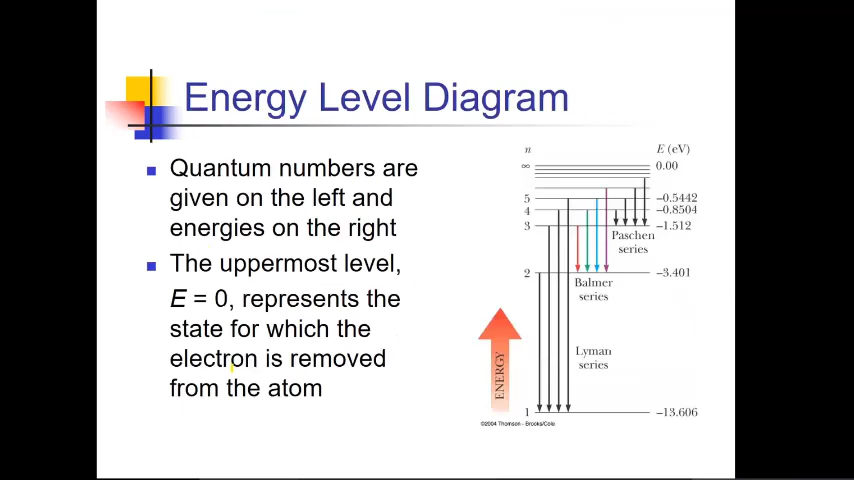 Energy Level Diagram
Quantum numbers are
given on the left and
energies on the right
The uppermost level,
E = 0, represents the
state for which the
electron is removed
from the atom
n
E (eV)
∞
0.00
5
−0.5442
4
−0.8504
3
−1.512
Paschen
series
2
−3.401
Balmer
series
Lyman
series
ENERGY
1
−13.606
©2004 Thomson - Brooks/Cole